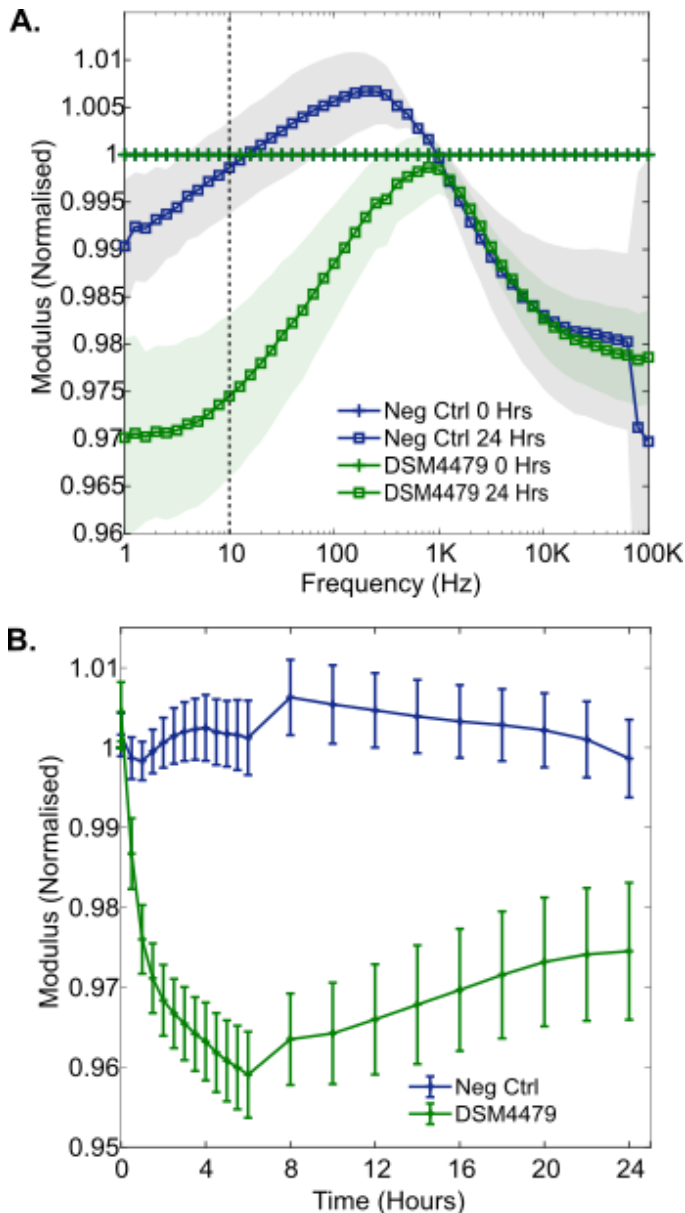 A.
Modulus (Normalised)
1.01
1.005
1
0.995
0.99
0.985
0.98
0.975
0.97
0.965
0.96
Neg Ctrl 0 Hrs
Neg Ctrl 24 Hrs
DSM4479 0 Hrs
DSM4479 24 Hrs
1 10 100 1K 10K 100K
Frequency (Hz)
B.
Modulus (Normalised)
1.01
1
0.99
0.98
0.97
0.96
0.95
Neg Ctrl
DSM4479
0 4 8 12 16 20 24
Time (Hours)